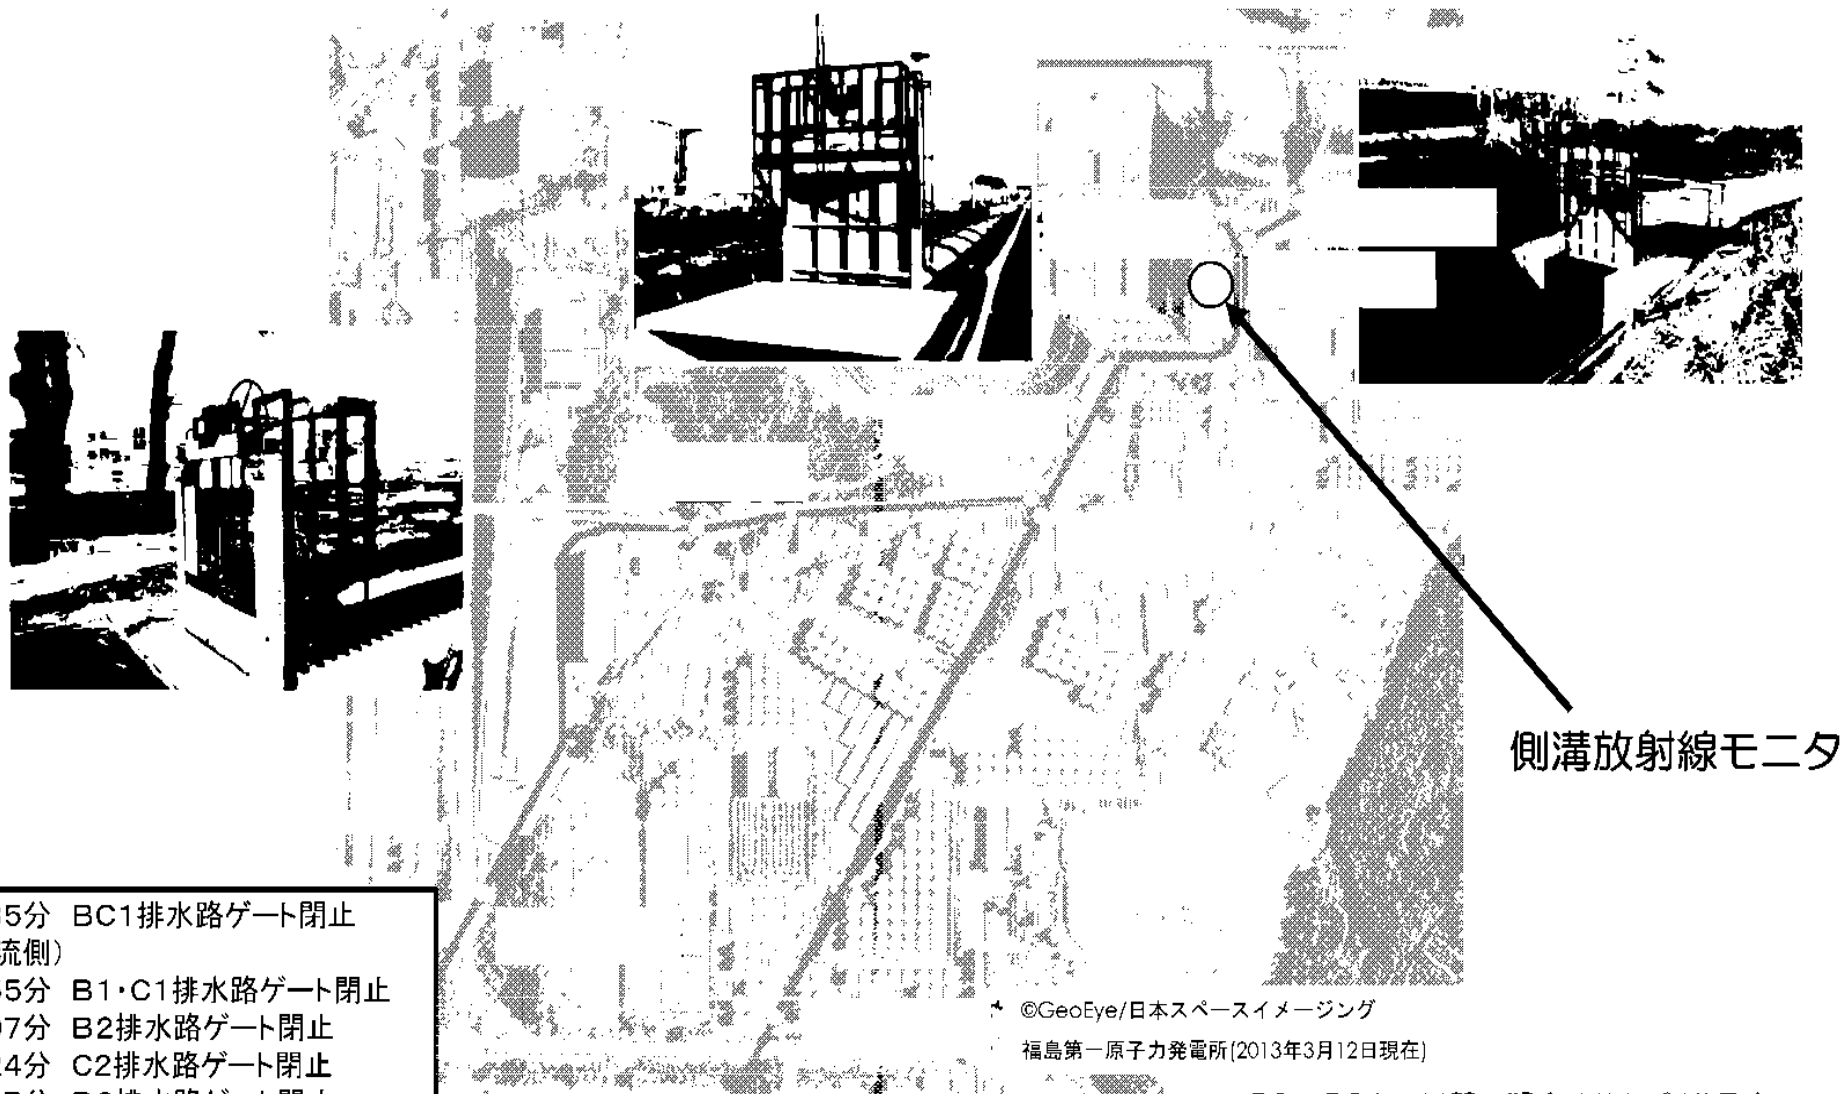 側溝放射線モニタ
35分 BC1排水路ゲート閉止
流側)
55分 B1・C1排水路ゲート閉止
07分 B2排水路ゲート閉止
24分 C2排水路ゲート閉止
©GeoEye/日本スペースイメージング
福島第一原子力発電所(2013年3月12日現在)